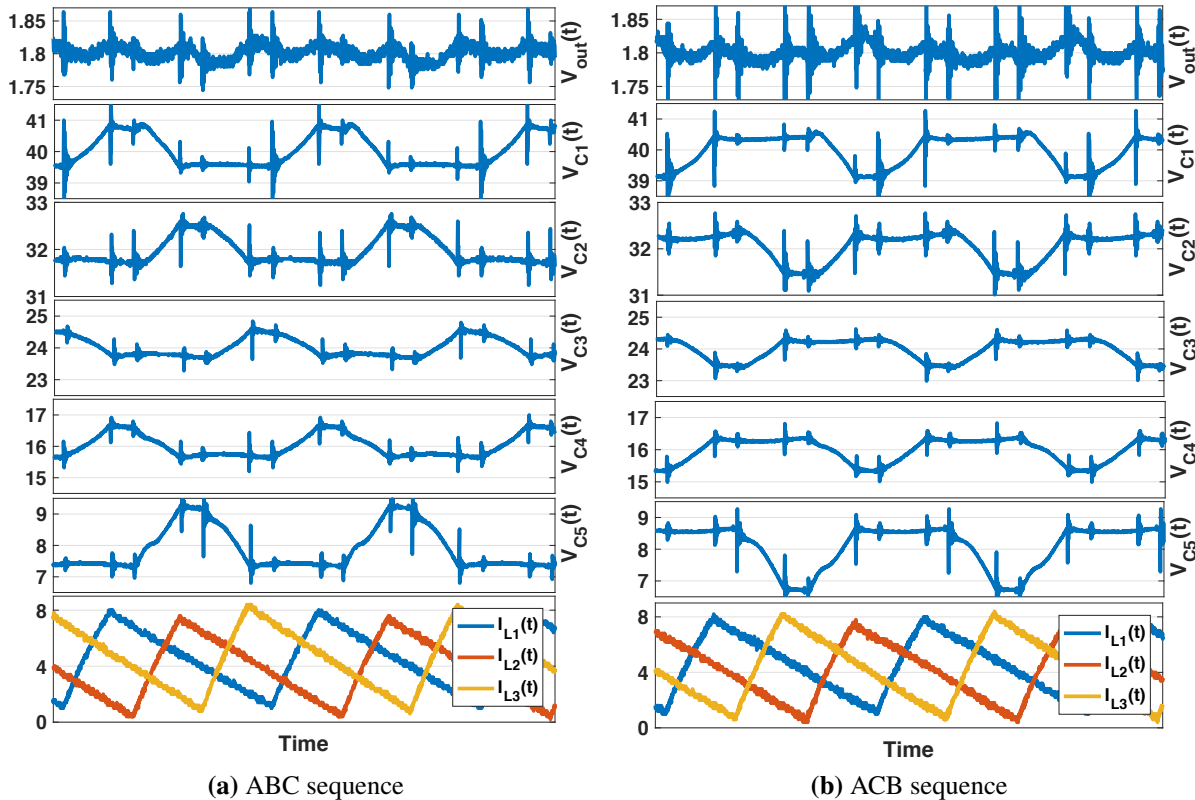 1.85
1.8
1.75
V_out(t)
41
40
39
V_C1(t)
33
32
31
V_C2(t)
25
24
23
V_C3(t)
17
16
15
V_C4(t)
9
8
7
V_C5(t)
8
4
0
I_L1(t)
I_L2(t)
I_L3(t)
Time
(a) ABC sequence
1.85
1.8
1.75
V_out(t)
41
40
39
V_C1(t)
33
32
31
V_C2(t)
25
24
23
V_C3(t)
17
16
15
V_C4(t)
9
8
7
V_C5(t)
8
4
0
I_L1(t)
I_L2(t)
I_L3(t)
Time
(b) ACB sequence